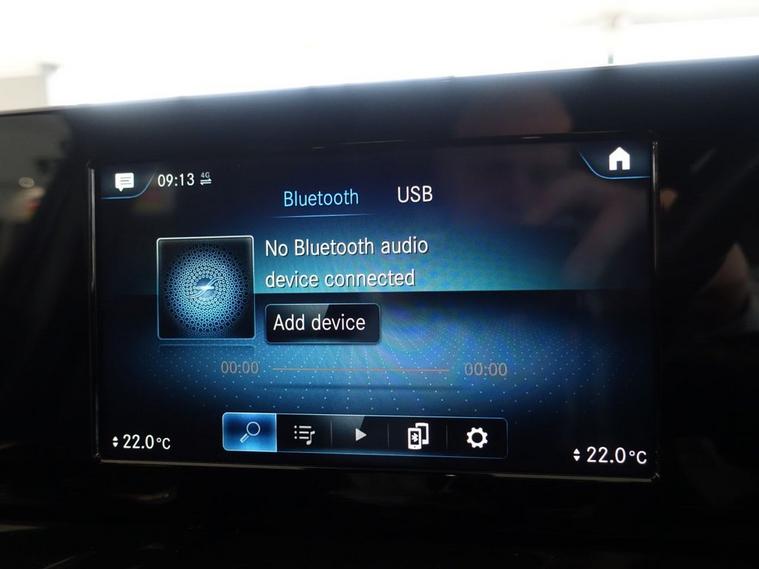 09:13 4G
Bluetooth USB
No Bluetooth audio
device connected
Add device
00:00 00:00
22.0°C 22.0°C